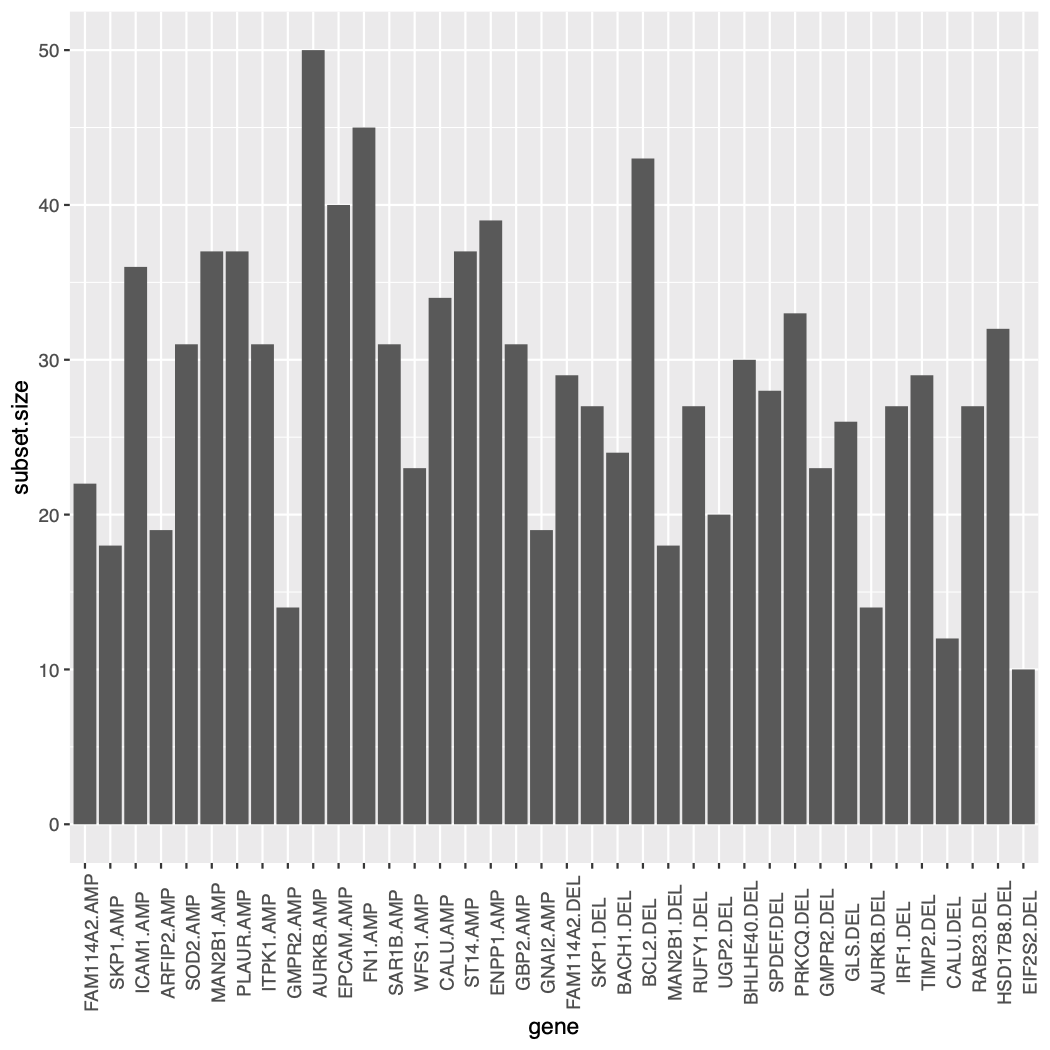 subset.size
50
40
30
20
10
0
FAM114A2.AMP
SKP1.AMP
ICAM1.AMP
ARFIP2.AMP
SOD2.AMP
MAN2B1.AMP
PLAUR.AMP
ITPK1.AMP
GMPR2.AMP
AURKB.AMP
EPCAM.AMP
FN1.AMP
SAR1B.AMP
WFS1.AMP
CALU.AMP
ST14.AMP
ENPP1.AMP
GBP2.AMP
GNAI2.AMP
FAM114A2.DEL
SKP1.DEL
BACH1.DEL
BCL2.DEL
MAN2B1.DEL
RUFY1.DEL
UGP2.DEL
BHLHE40.DEL
SPDEF.DEL
PRKCQ.DEL
GMPR2.DEL
GLS.DEL
AURKB.DEL
IRF1.DEL
TIMP2.DEL
CALU.DEL
RAB23.DEL
HSD17B8.DEL
EIF2S2.DEL
gene